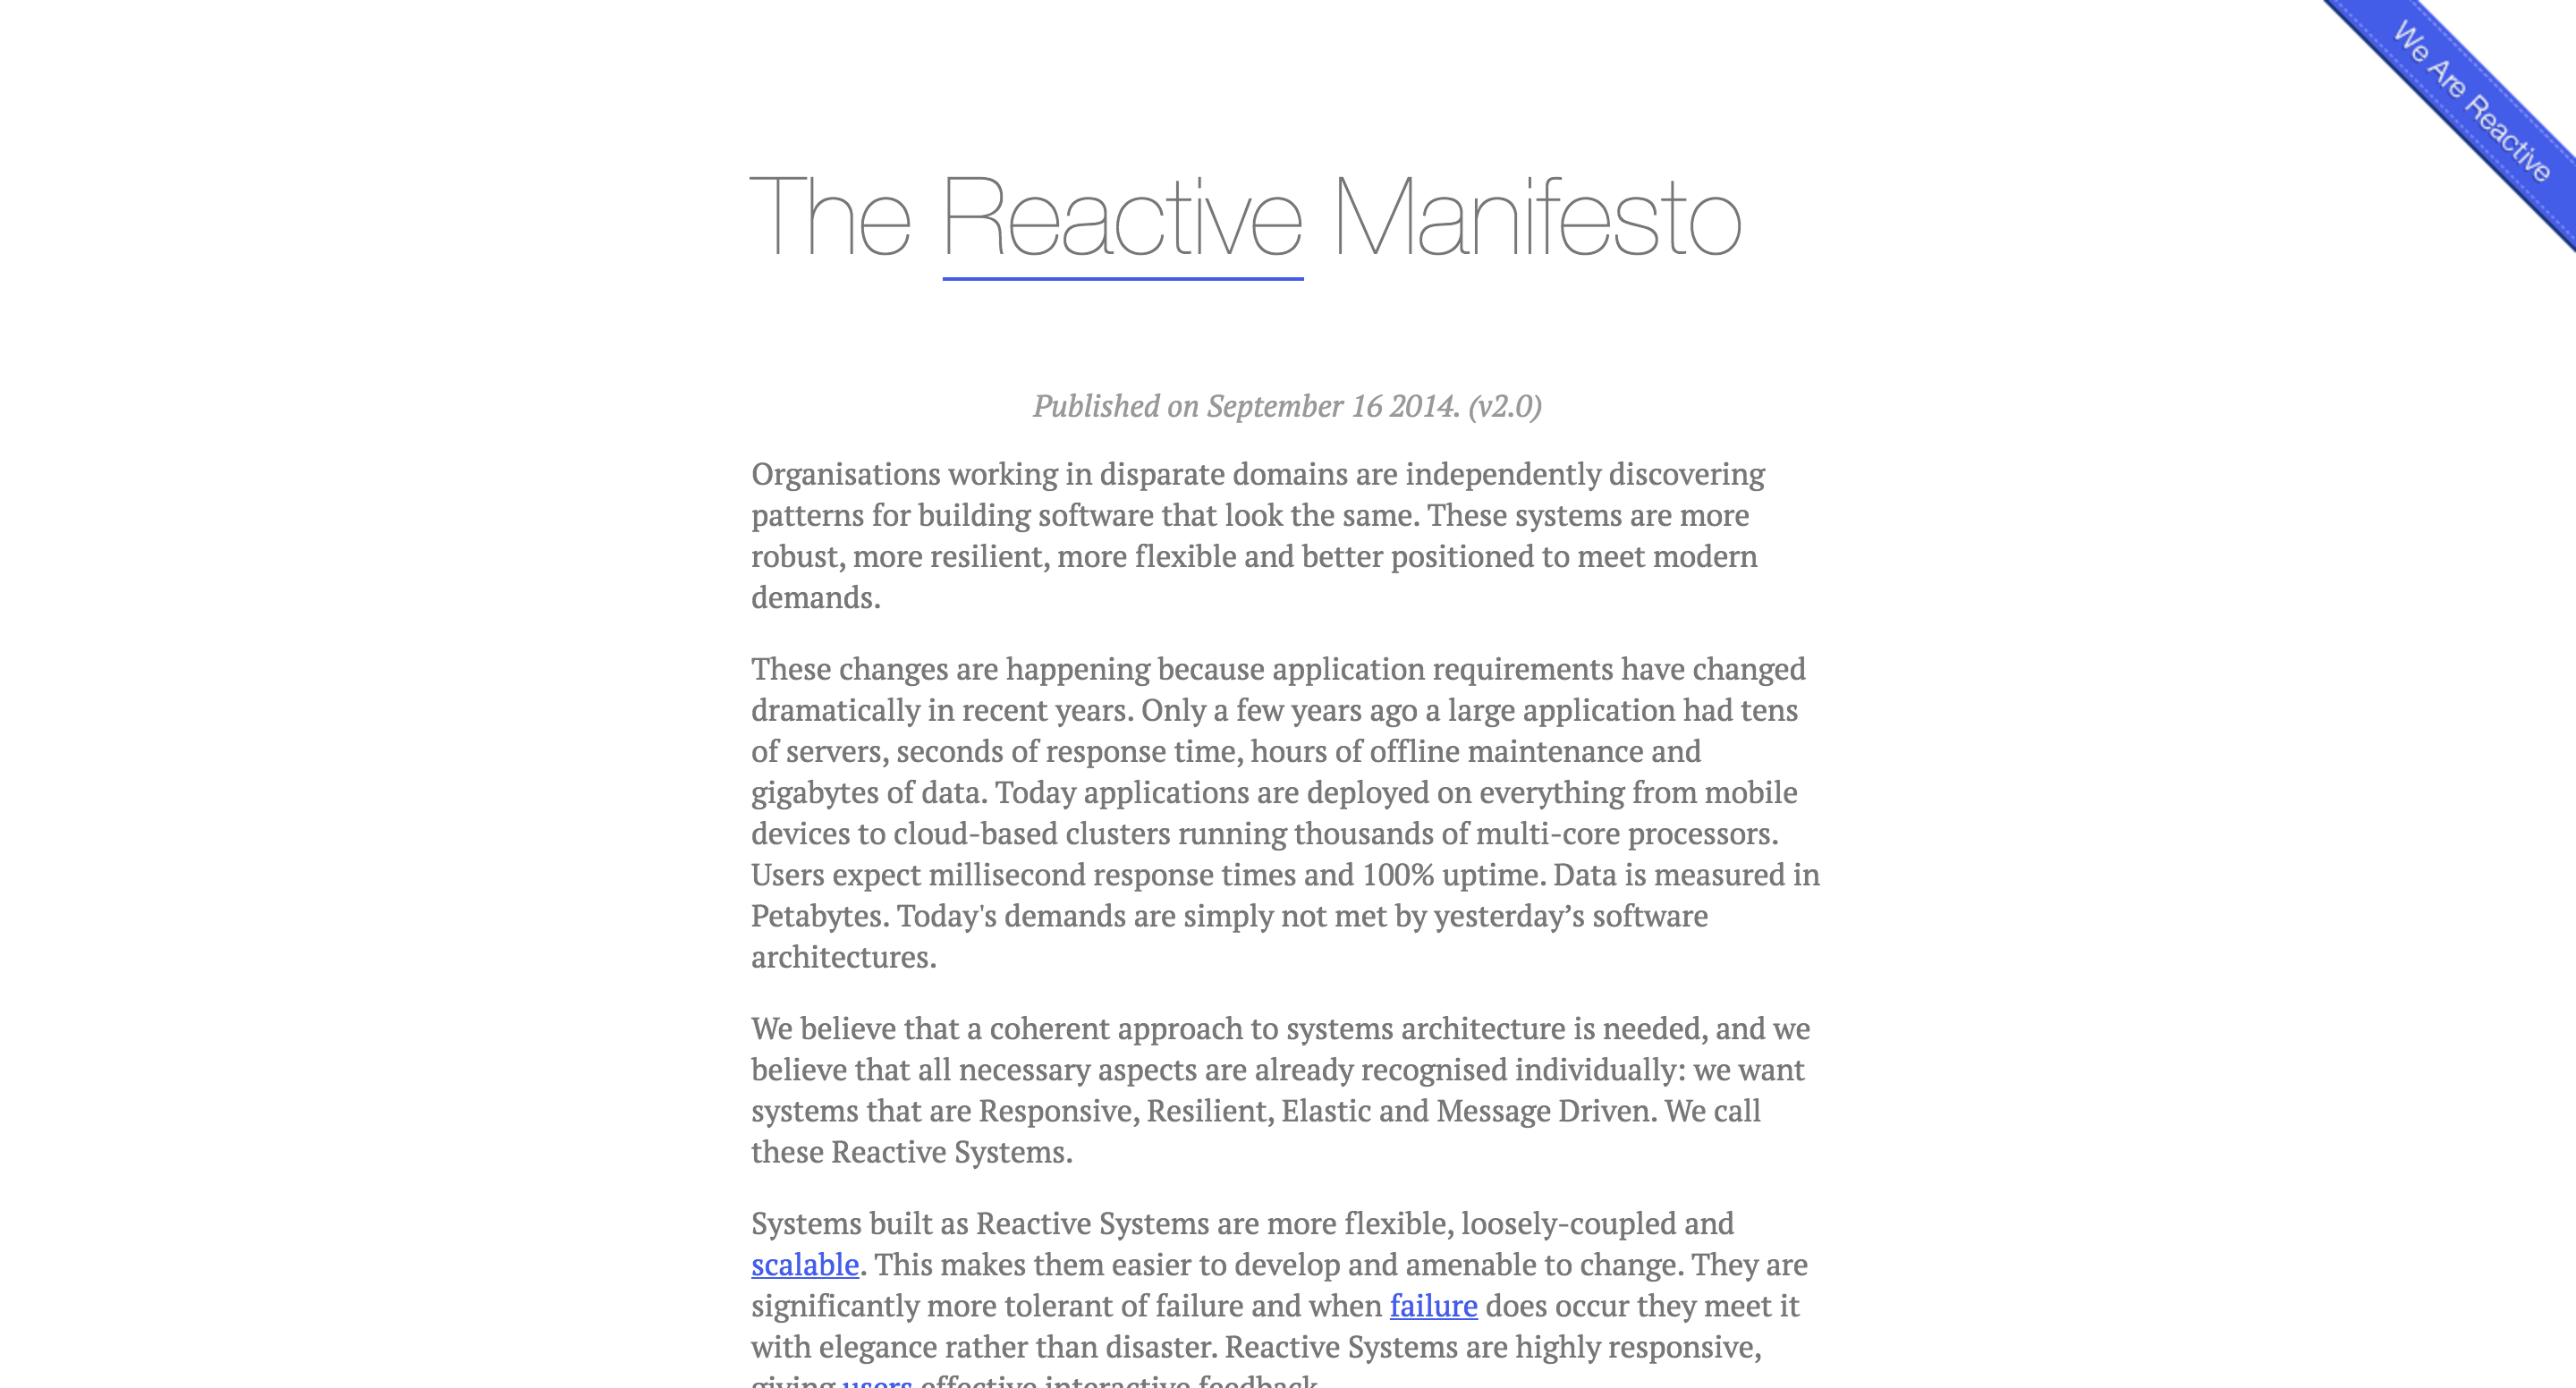 We Are Reactive
The Reactive Manifesto
Published on September 16 2014. (v2.0)
Organisations working in disparate domains are independently discovering
patterns for building software that look the same. These systems are more
robust, more resilient, more flexible and better positioned to meet modern
demands.
These changes are happening because application requirements have changed
dramatically in recent years. Only a few years ago a large application had tens
of servers, seconds of response time, hours of offline maintenance and
gigabytes of data. Today applications are deployed on everything from mobile
devices to cloud-based clusters running thousands of multi-core processors.
Users expect millisecond response times and 100% uptime. Data is measured in
Petabytes. Today's demands are simply not met by yesterday’s software
architectures.
We believe that a coherent approach to systems architecture is needed, and we
believe that all necessary aspects are already recognised individually: we want
systems that are Responsive, Resilient, Elastic and Message Driven. We call
these Reactive Systems.
Systems built as Reactive Systems are more flexible, loosely-coupled and
scalable. This makes them easier to develop and amenable to change. They are
significantly more tolerant of failure and when failure does occur they meet it
with elegance rather than disaster. Reactive Systems are highly responsive,
giving users effective interactive feedback.